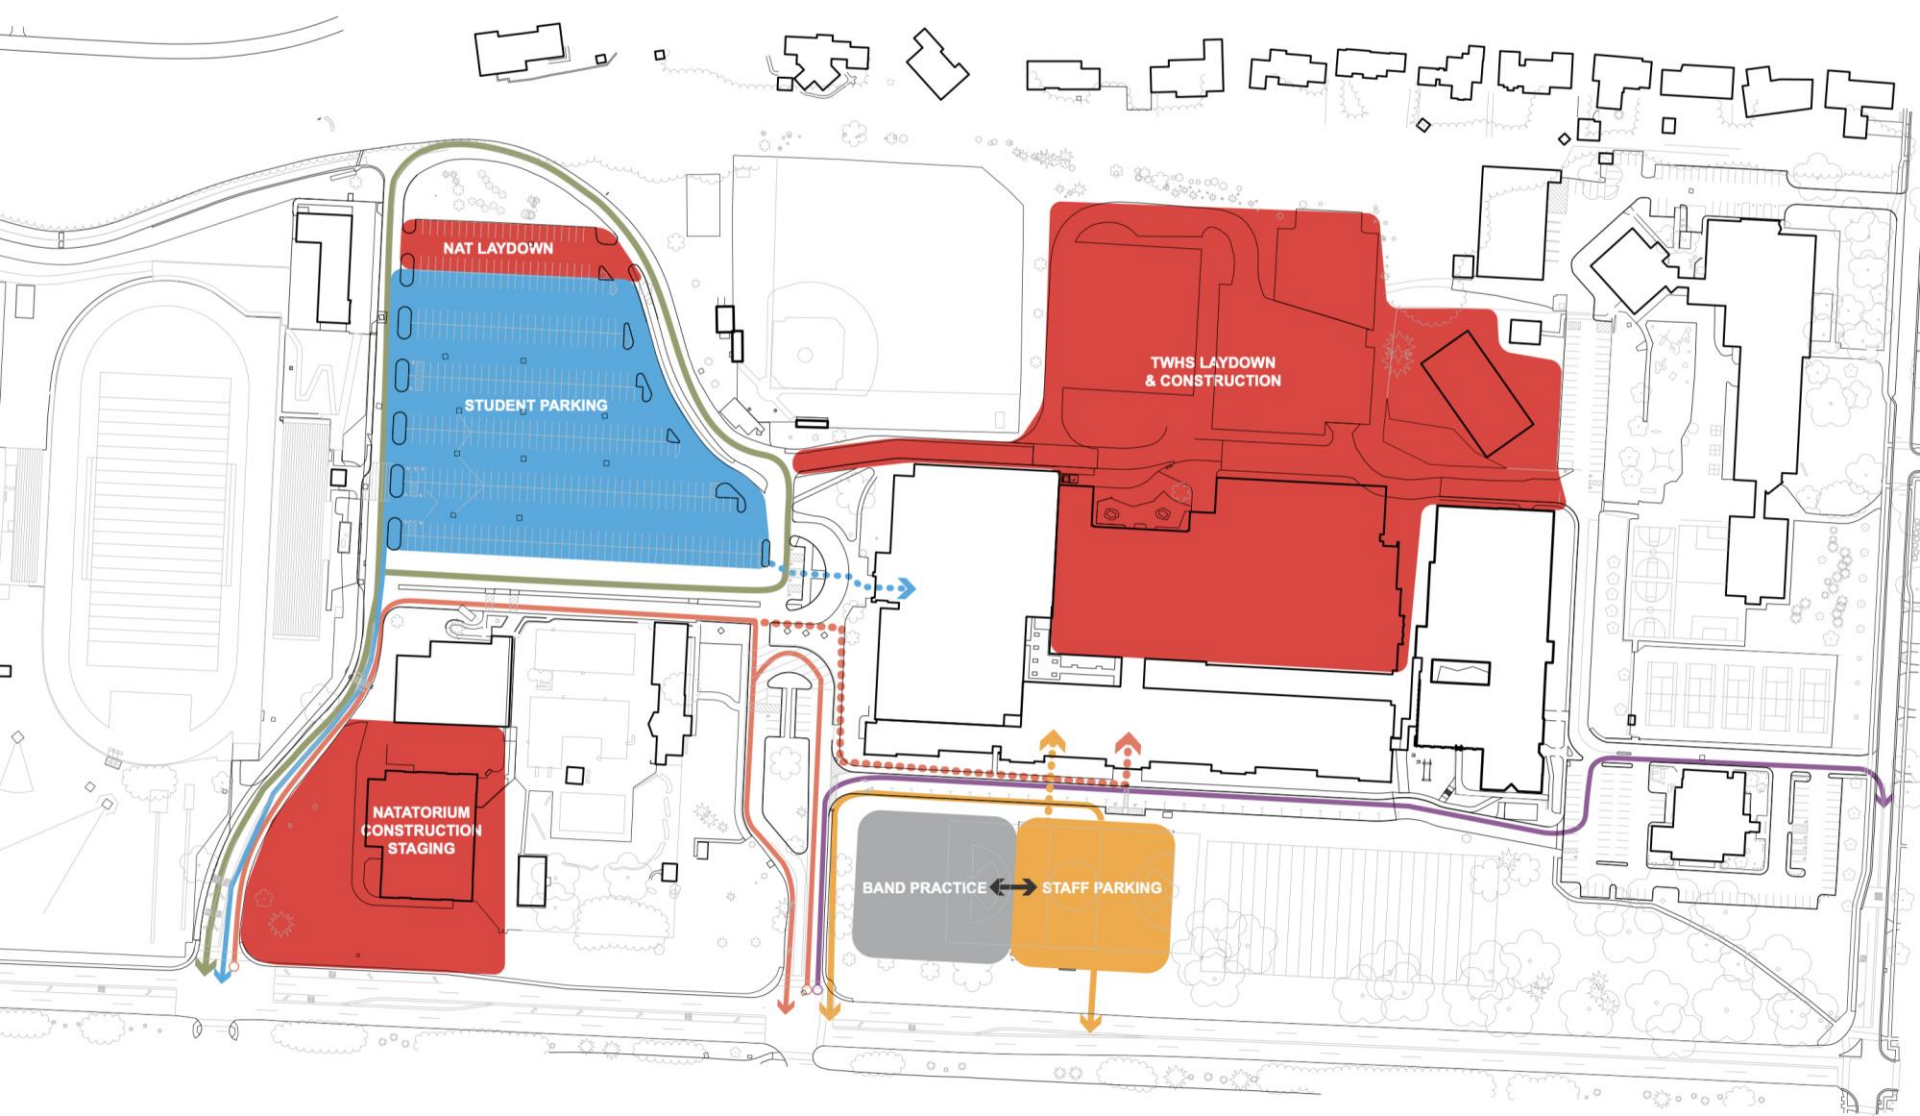 NAT LAYDOWN
STUDENT PARKING
TWHS LAYDOWN
& CONSTRUCTION
NATATORIUM
CONSTRUCTION
STAGING
BAND PRACTICE
STAFF PARKING